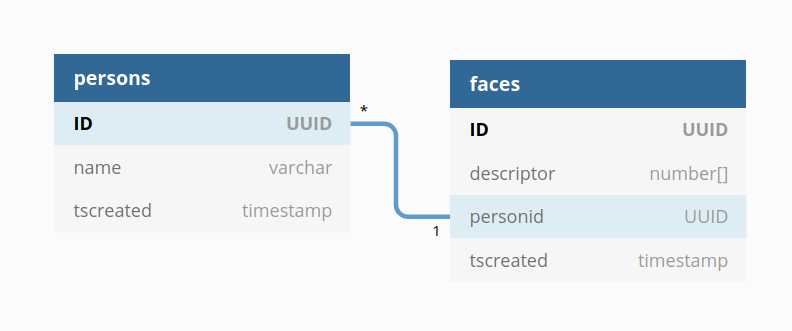 persons
ID UUID
name varchar
tscreated timestamp
*
1
faces
ID UUID
descriptor number[]
personid UUID
tscreated timestamp